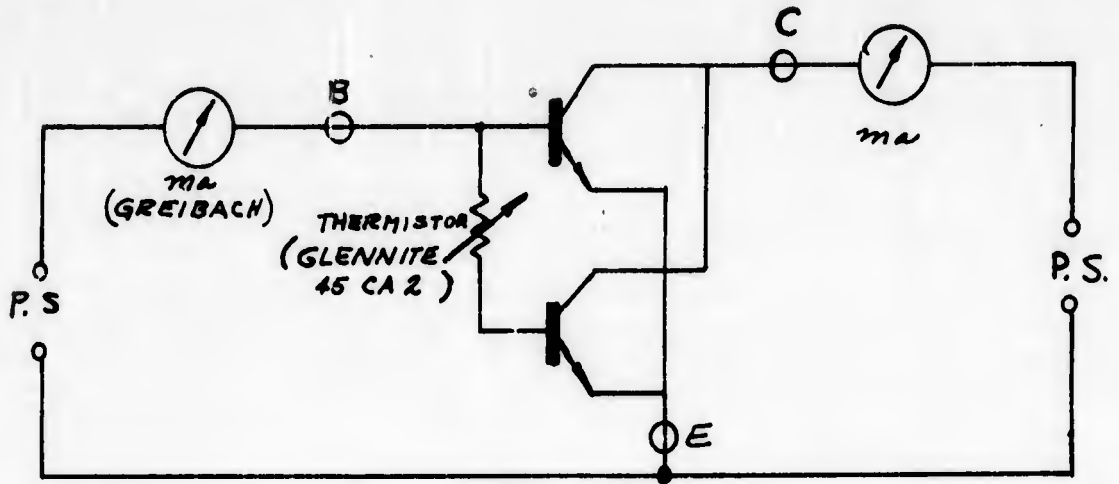 C
B
ma
ma
(GREIBACH)
THERMISTOR
(GLENNITE
45 CA 2 )
P. S
P. S.
E